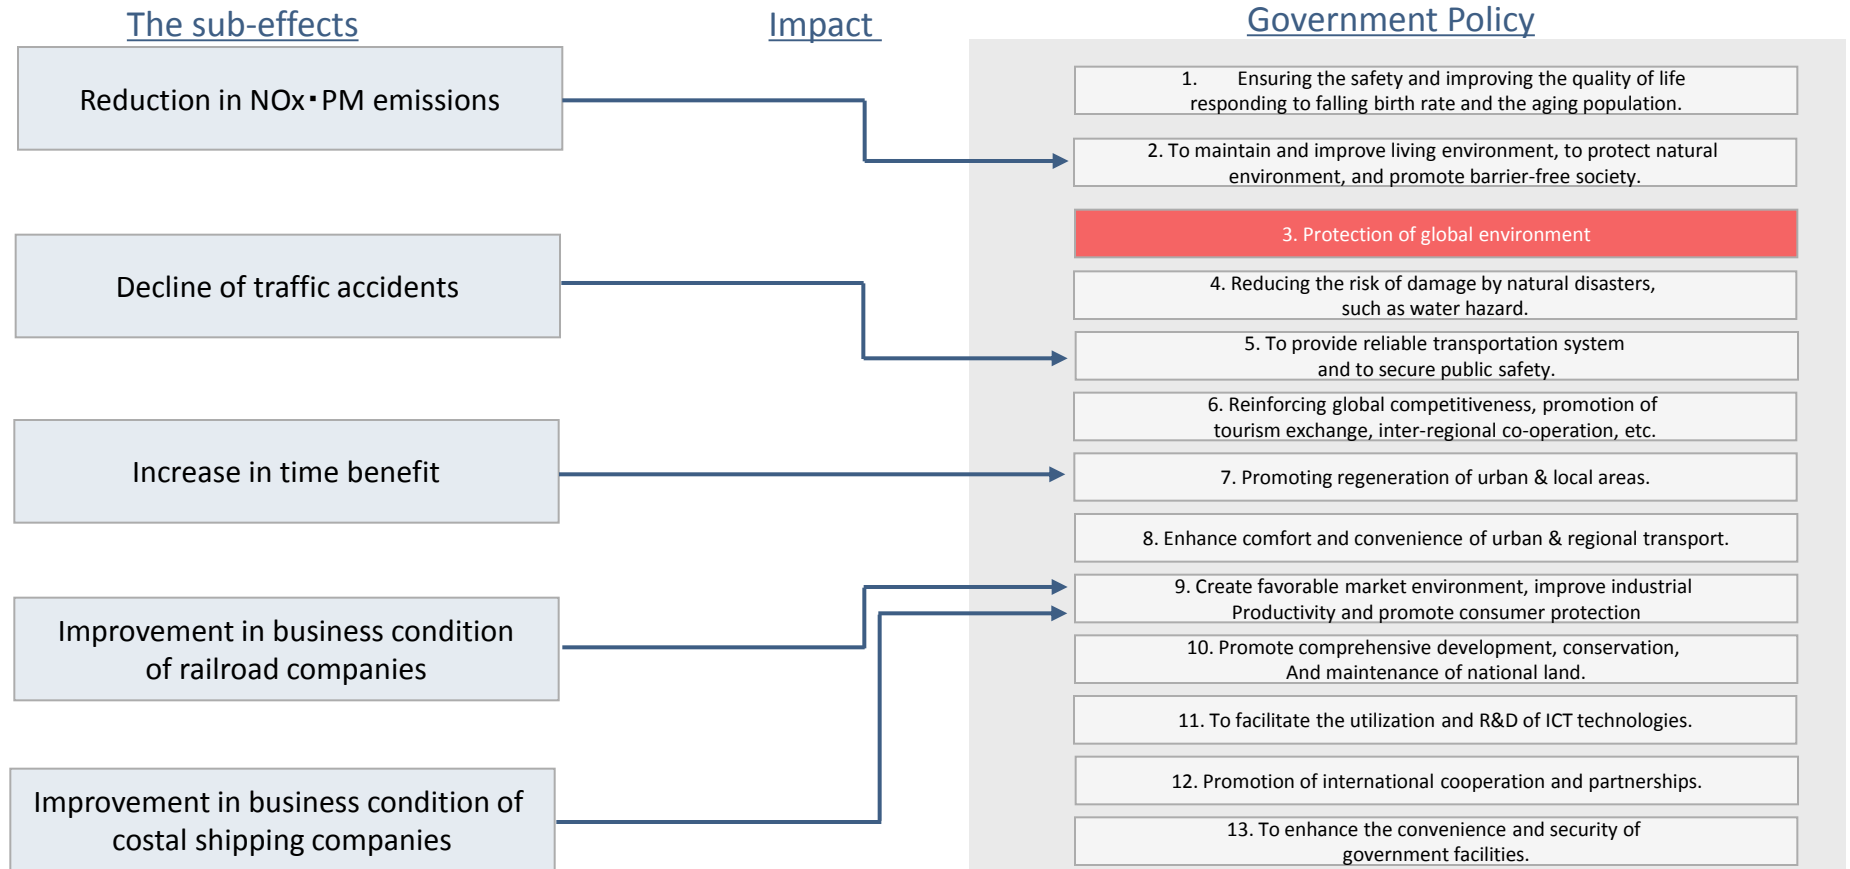 The sub-effects
Impact
Government Policy
Reduction in NOx･PM emissions
Decline of traffic accidents
Increase in time benefit
Improvement in business condition
of railroad companies
Improvement in business condition of
costal shipping companies
1. Ensuring the safety and improving the quality of life
responding to falling birth rate and the aging population.
2. To maintain and improve living environment, to protect natural
environment, and promote barrier-free society.
3. Protection of global environment
4. Reducing the risk of damage by natural disasters,
such as water hazard.
5. To provide reliable transportation system
and to secure public safety.
6. Reinforcing global competitiveness, promotion of
tourism exchange, inter-regional co-operation, etc.
7. Promoting regeneration of urban & local areas.
8. Enhance comfort and convenience of urban & regional transport.
9. Create favorable market environment, improve industrial
Productivity and promote consumer protection
10. Promote comprehensive development, conservation,
And maintenance of national land.
11. To facilitate the utilization and R&D of ICT technologies.
12. Promotion of international cooperation and partnerships.
13. To enhance the convenience and security of
government facilities.